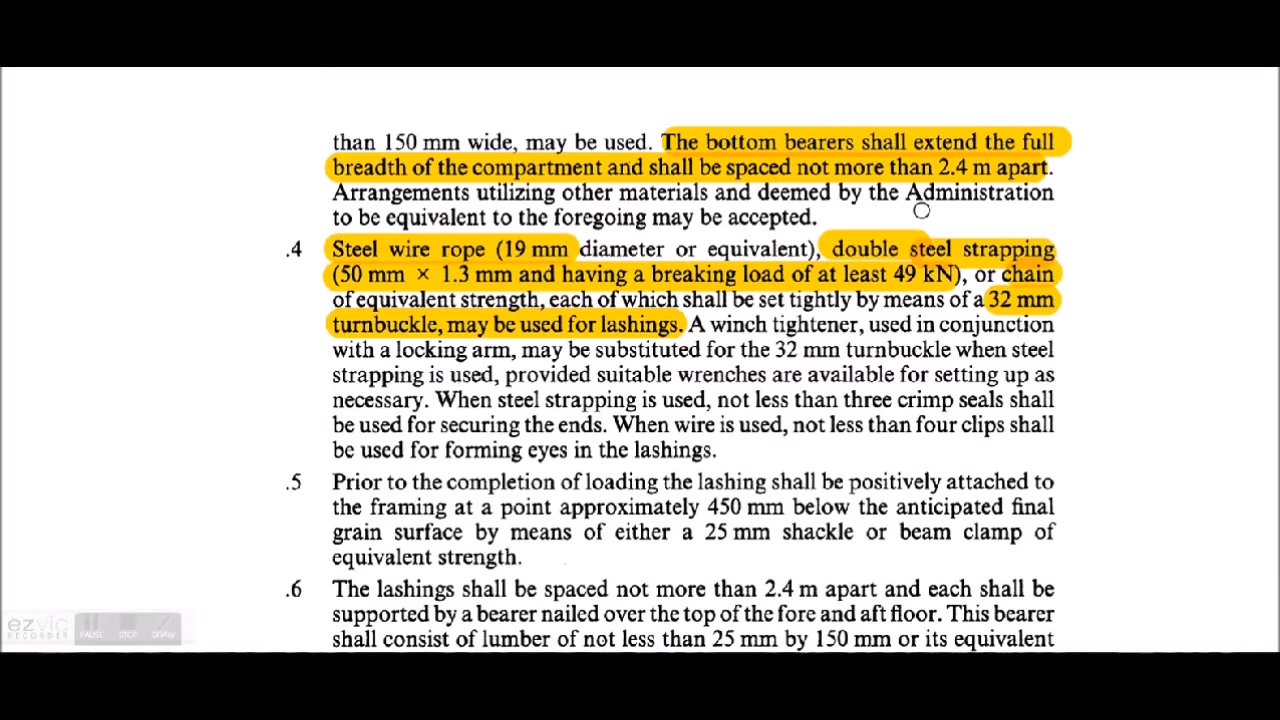 than 150 mm wide, may be used. The bottom bearers shall extend the full
breadth of the compartment and shall be spaced not more than 2.4 m apart.
Arrangements utilizing other materials and deemed by the Administration
to be equivalent to the foregoing may be accepted.
.4 Steel wire rope (19 mm diameter or equivalent), double steel strapping
(50 mm × 1.3 mm and having a breaking load of at least 49 kN), or chain
of equivalent strength, each of which shall be set tightly by means of a 32 mm
turnbuckle, may be used for lashings. A winch tightener, used in conjunction
with a locking arm, may be substituted for the 32 mm turnbuckle when steel
strapping is used, provided suitable wrenches are available for setting up as
necessary. When steel strapping is used, not less than three crimp seals shall
be used for securing the ends. When wire is used, not less than four clips shall
be used for forming eyes in the lashings.
.5 Prior to the completion of loading the lashing shall be positively attached to
the framing at a point approximately 450 mm below the anticipated final
grain surface by means of either a 25 mm shackle or beam clamp of
equivalent strength.
.6 The lashings shall be spaced not more than 2.4 m apart and each shall be
supported by a bearer nailed over the top of the fore and aft floor. This bearer
shall consist of lumber of not less than 25 mm by 150 mm or its equivalent
ezvid
RECORDER
PAUSE STOP DRAW